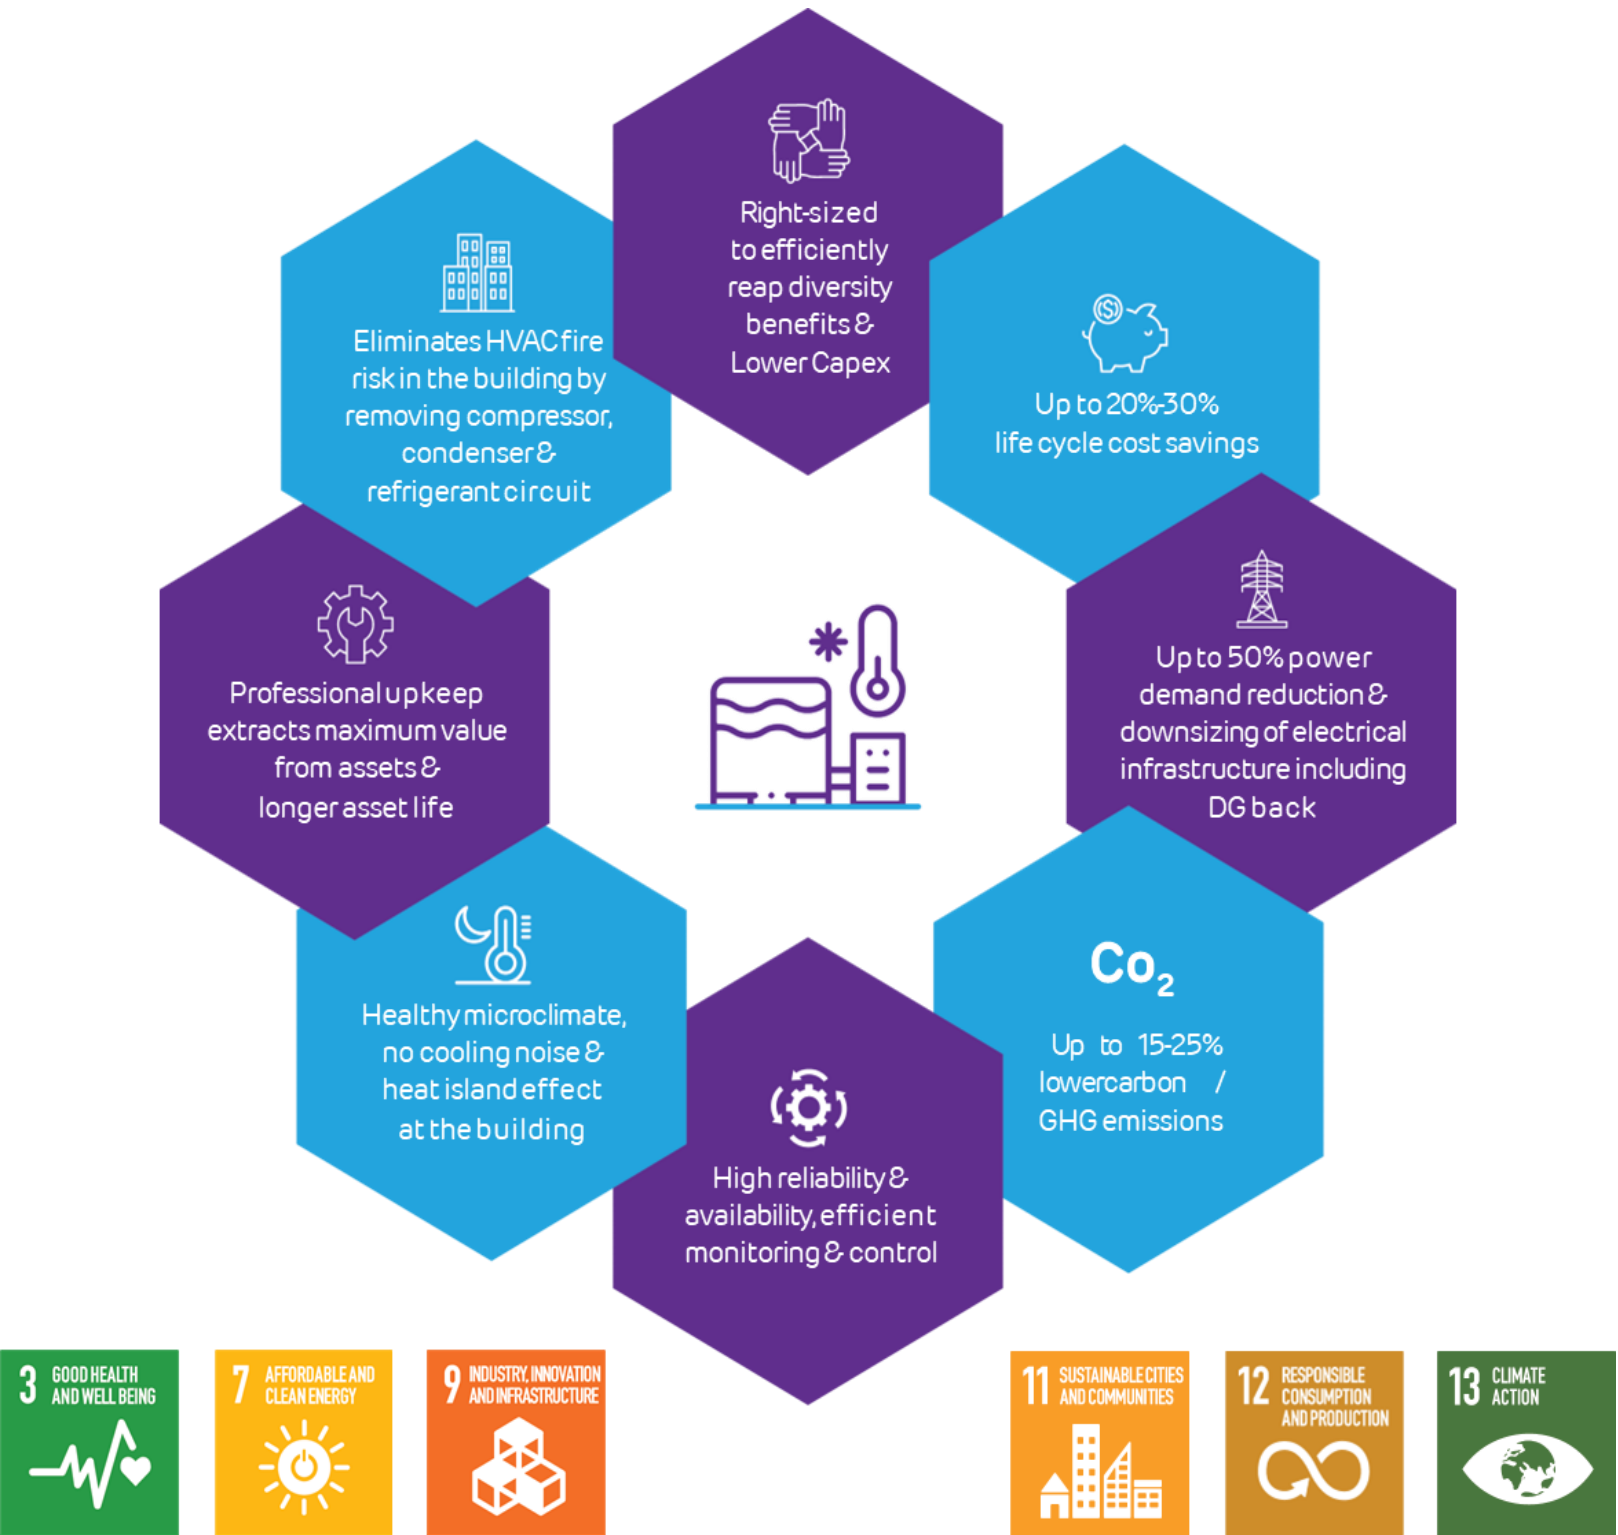 Right-sized
to efficiently
reap diversity
benefits &
Lower Capex
Up to 20%-30%
life cycle cost savings
Up to 50% power
demand reduction &
downsizing of electrical
infrastructure including
DG back
Co₂
Up to 15-25%
lowercarbon /
GHG emissions
High reliability &
availability, efficient
monitoring & control
Healthy microclimate,
no cooling noise &
heat island effect
at the building
Professional upkeep
extracts maximum value
from assets &
longer asset life
Eliminates HVAC fire
risk in the building by
removing compressor,
condenser &
refrigerant circuit
3 GOOD HEALTH
AND WELL BEING
7 AFFORDABLE AND
CLEAN ENERGY
9 INDUSTRY, INNOVATION
AND INFRASTRUCTURE
11 SUSTAINABLE CITIES
AND COMMUNITIES
12 RESPONSIBLE
CONSUMPTION
AND PRODUCTION
13 CLIMATE
ACTION